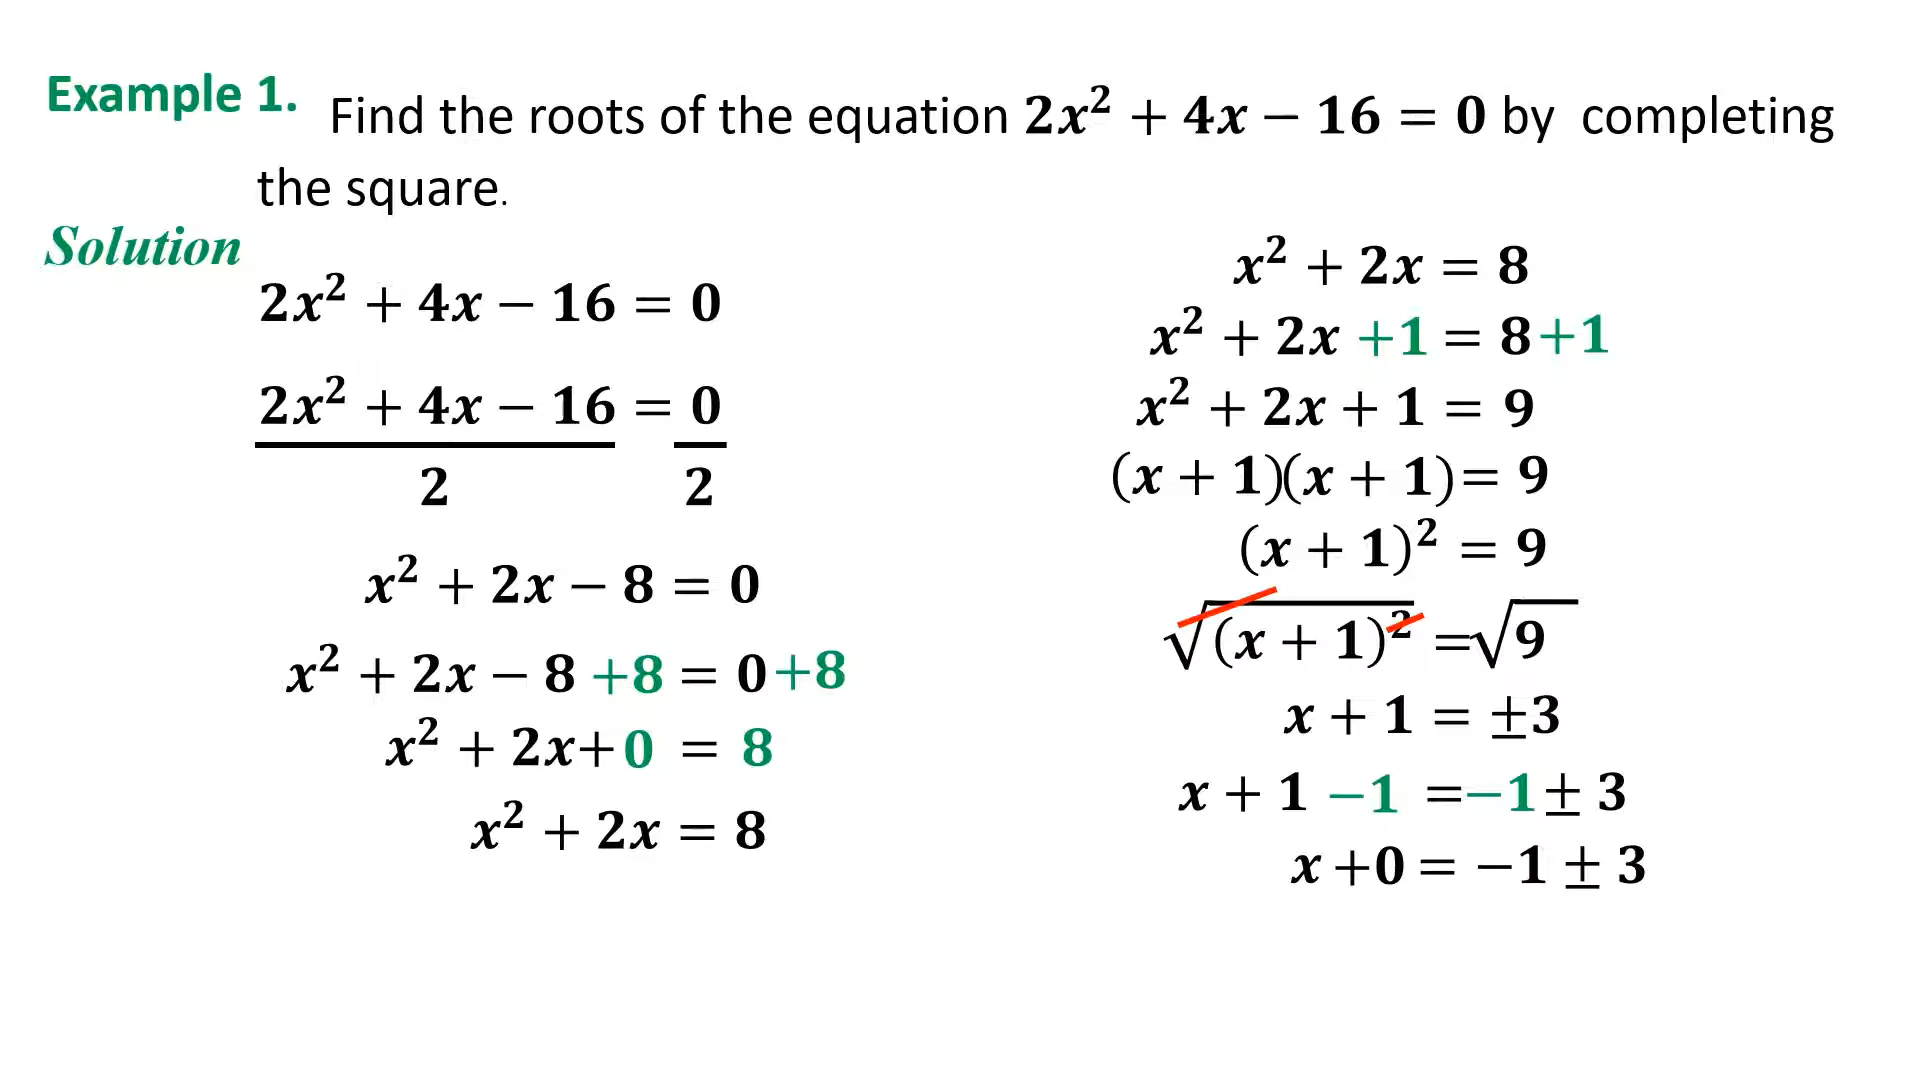 Example 1. Find the roots of the equation 2x² + 4x − 16 = 0 by completing
the square.
Solution
2x² + 4x − 16 = 0
2x² + 4x − 16 = 0
2 2
x² + 2x − 8 = 0
x² + 2x − 8 +8 = 0 +8
x² + 2x+ 0 = 8
x² + 2x = 8
x² + 2x = 8
x² + 2x +1 = 8 +1
x² + 2x + 1 = 9
(x + 1)(x + 1)= 9
(x + 1)² = 9
√(x + 1)² =√9
x + 1 = ±3
x + 1 −1 =−1 ± 3
x +0 = −1 ± 3